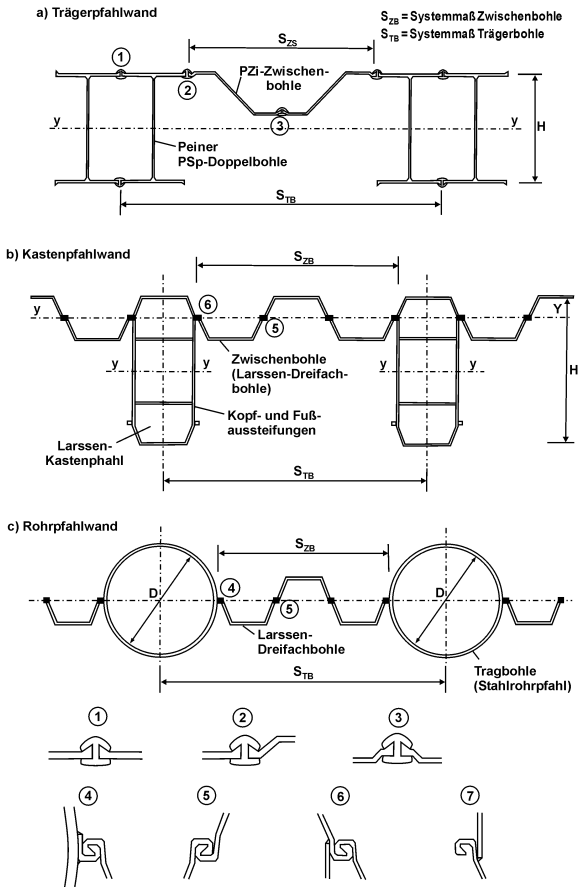 a) Trägerpfahlwand
S_ZB = Systemmaß Zwischenbohle
S_TB = Systemmaß Trägerbohle
S_ZS
1
2
PZi-Zwischen-
bohle
3
y
y
H
Peiner
PSp-Doppelbohle
S_TB
b) Kastenpfahlwand
S_ZB
6
y
Y
5
Zwischenbohle
(Larssen-Dreifach-
bohle)
y
y
y
y
H
Kopf- und Fuß-
aussteifungen
Larssen-
Kastenphahl
S_TB
c) Rohrpfahlwand
S_ZB
D
4
D
5
Larssen-
Dreifachbohle
Tragbohle
(Stahlrohrpfahl)
S_TB
1
2
3
4
5
6
7